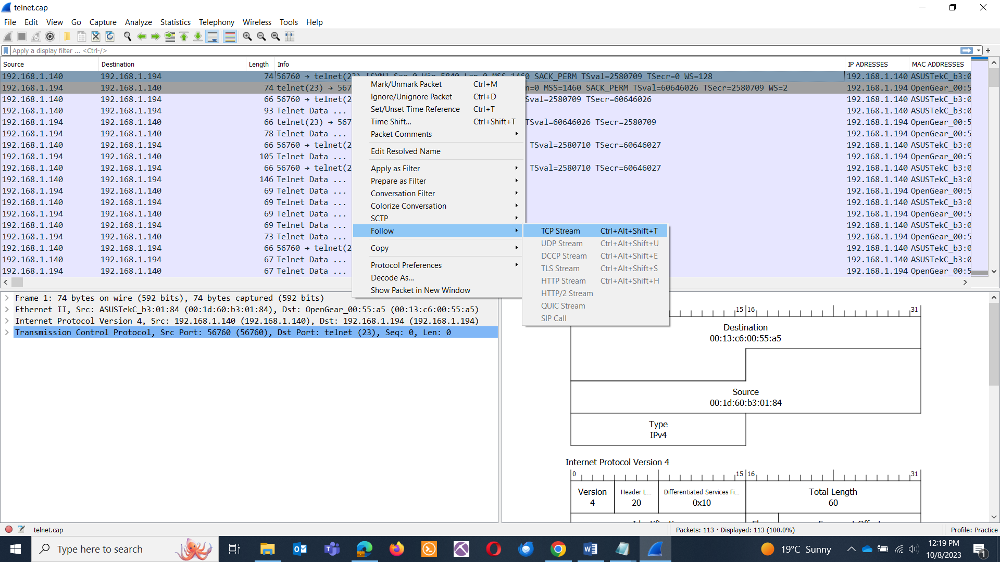 telnet.cap
File Edit View Go Capture Analyze Statistics Telephony Wireless Tools Help
Apply a display filter ... <Ctrl-/>
Source Destination Length Info IP ADRESSES MAC ADDRESSES
192.168.1.140 192.168.1.194 74 56760 → telnet(23) [SYN] Seq=0 Win=5840 Len=0 MSS=1460 SACK_PERM TSval=2580709 TSecr=0 WS=128 192.168.1.140 ASUSTekC_b3:0
192.168.1.194 192.168.1.140 74 telnet(23) → 567 n=0 MSS=1460 SACK_PERM TSval=60646026 TSecr=2580709 WS=2 192.168.1.194 OpenGear_00:5
192.168.1.140 192.168.1.194 66 56760 → telnet(2 Sval=2580709 TSecr=60646026 192.168.1.140 ASUSTekC_b3:0
192.168.1.140 192.168.1.194 93 Telnet Data ... 192.168.1.140 ASUSTekC_b3:0
192.168.1.194 192.168.1.140 66 telnet(23) → 567 TSval=60646026 TSecr=2580709 192.168.1.194 OpenGear_00:5
192.168.1.194 192.168.1.140 78 Telnet Data ... 192.168.1.194 OpenGear_00:5
192.168.1.140 192.168.1.194 66 56760 → telnet(2 TSval=2580710 TSecr=60646027 192.168.1.140 ASUSTekC_b3:0
192.168.1.194 192.168.1.140 105 Telnet Data ... 192.168.1.194 OpenGear_00:5
192.168.1.140 192.168.1.194 66 56760 → telnet(2 TSval=2580710 TSecr=60646027 192.168.1.140 ASUSTekC_b3:0
192.168.1.140 192.168.1.194 146 Telnet Data ... 192.168.1.140 ASUSTekC_b3:0
192.168.1.194 192.168.1.140 69 Telnet Data ... 192.168.1.194 OpenGear_00:5
192.168.1.140 192.168.1.194 69 Telnet Data ... 192.168.1.140 ASUSTekC_b3:0
192.168.1.194 192.168.1.140 69 Telnet Data ... 192.168.1.194 OpenGear_00:5
192.168.1.140 192.168.1.194 69 Telnet Data ... 192.168.1.140 ASUSTekC_b3:0
192.168.1.194 192.168.1.140 73 Telnet Data ... 192.168.1.194 OpenGear_00:5
192.168.1.140 192.168.1.194 66 56760 → telnet(2 192.168.1.140 ASUSTekC_b3:0
192.168.1.140 192.168.1.194 67 Telnet Data ... 192.168.1.140 ASUSTekC_b3:0
192.168.1.194 192.168.1.140 67 Telnet Data ... 192.168.1.194 OpenGear_00:5
Mark/Unmark Packet Ctrl+M
Ignore/Unignore Packet Ctrl+D
Set/Unset Time Reference Ctrl+T
Time Shift... Ctrl+Shift+T
Packet Comments
Edit Resolved Name
Apply as Filter
Prepare as Filter
Conversation Filter
Colorize Conversation
SCTP
Follow
Copy
Protocol Preferences
Decode As...
Show Packet in New Window
TCP Stream Ctrl+Alt+Shift+T
UDP Stream Ctrl+Alt+Shift+U
DCCP Stream Ctrl+Alt+Shift+E
TLS Stream Ctrl+Alt+Shift+S
HTTP Stream Ctrl+Alt+Shift+H
HTTP/2 Stream
QUIC Stream
SIP Call
Frame 1: 74 bytes on wire (592 bits), 74 bytes captured (592 bits)
Ethernet II, Src: ASUSTekC_b3:01:84 (00:1d:60:b3:01:84), Dst: OpenGear_00:55:a5 (00:13:c6:00:55:a5)
Internet Protocol Version 4, Src: 192.168.1.140 (192.168.1.140), Dst: 192.168.1.194 (192.168.1.194)
Transmission Control Protocol, Src Port: 56760 (56760), Dst Port: telnet (23), Seq: 0, Len: 0
15 16 31
Destination
00:13:c6:00:55:a5
Source
00:1d:60:b3:01:84
Type
IPv4
Internet Protocol Version 4
0 15 16 31
Version Header L... Differentiated Services Fi... Total Length
4 20 0x10 60
telnet.cap Packets: 113 · Displayed: 113 (100.0%) Profile: Practice
Type here to search
19°C Sunny
12:19 PM
10/8/2023
1